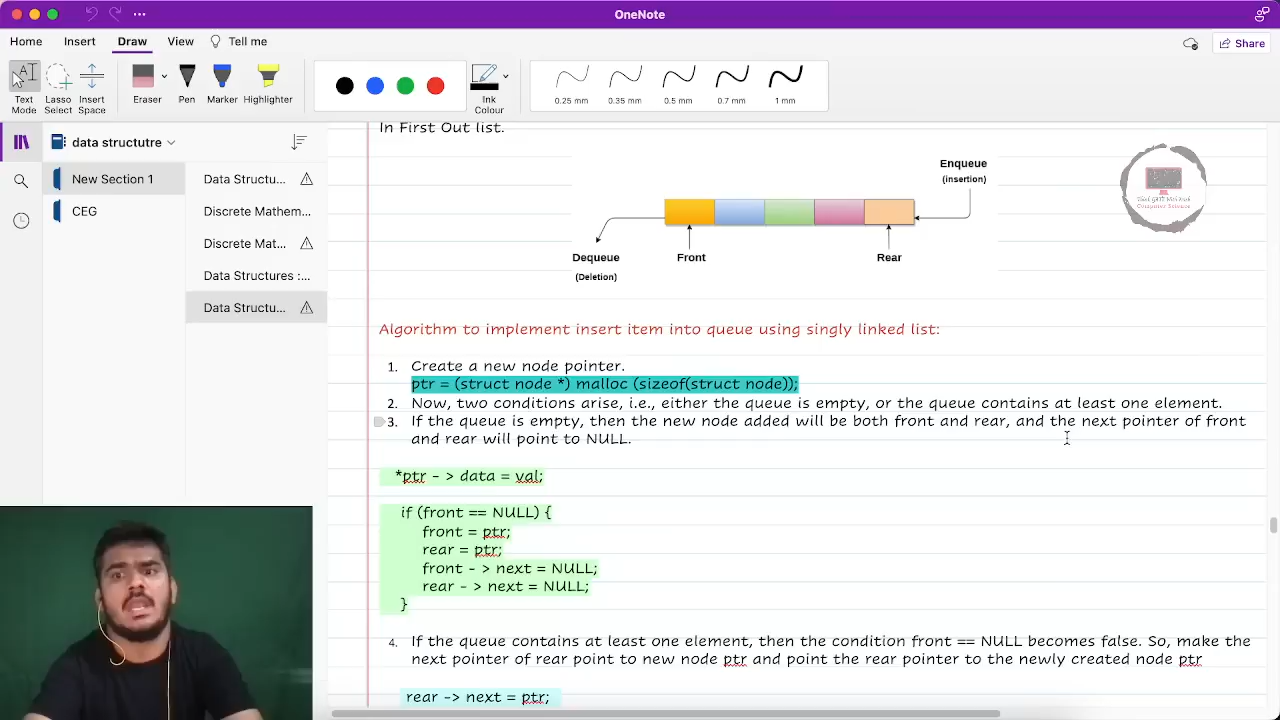 OneNote
Home Insert Draw View Tell me
Share
Text Mode
Lasso Select
Insert Space
Eraser
Pen
Marker
Highlighter
Ink Colour
0.25 mm 0.35 mm 0.5 mm 0.7 mm 1 mm
data structutre
New Section 1
CEG
Data Structu...
Discrete Mathem...
Discrete Mat...
Data Structures :...
Data Structu...
In First Out list.
Enqueue
(insertion)
Dequeue
(Deletion)
Front
Rear
Computer Science
Algorithm to implement insert item into queue using singly linked list:
1. Create a new node pointer.
ptr = (struct node *) malloc (sizeof(struct node));
2. Now, two conditions arise, i.e., either the queue is empty, or the queue contains at least one element.
3. If the queue is empty, then the new node added will be both front and rear, and the next pointer of front
and rear will point to NULL.
*ptr - > data = val;
if (front == NULL) {
front = ptr;
rear = ptr;
front - > next = NULL;
rear - > next = NULL;
}
4. If the queue contains at least one element, then the condition front == NULL becomes false. So, make the
next pointer of rear point to new node ptr and point the rear pointer to the newly created node ptr
rear -> next = ptr;